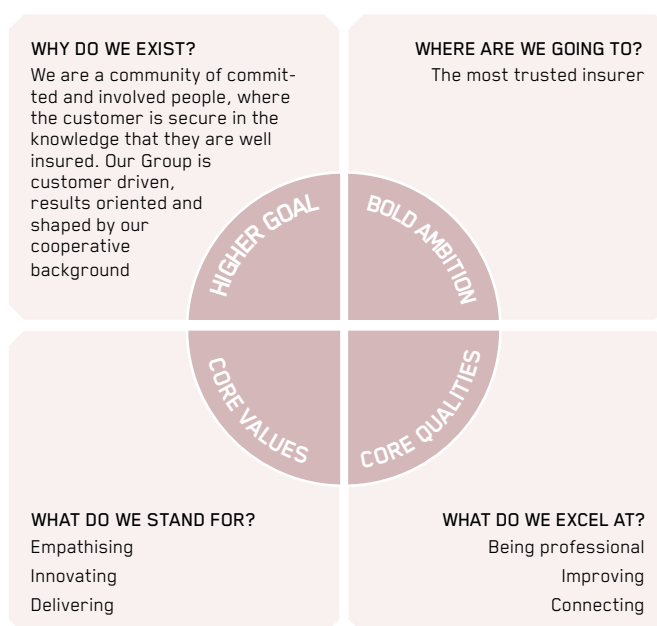 WHY DO WE EXIST?
We are a community of commit-
ted and involved people, where
the customer is secure in the
knowledge that they are well
insured. Our Group is
customer driven,
results oriented and
shaped by our
cooperative
background
WHERE ARE WE GOING TO?
The most trusted insurer
HIGHER GOAL
BOLD AMBITION
CORE VALUES
CORE QUALITIES
WHAT DO WE STAND FOR?
Empathising
Innovating
Delivering
WHAT DO WE EXCEL AT?
Being professional
Improving
Connecting